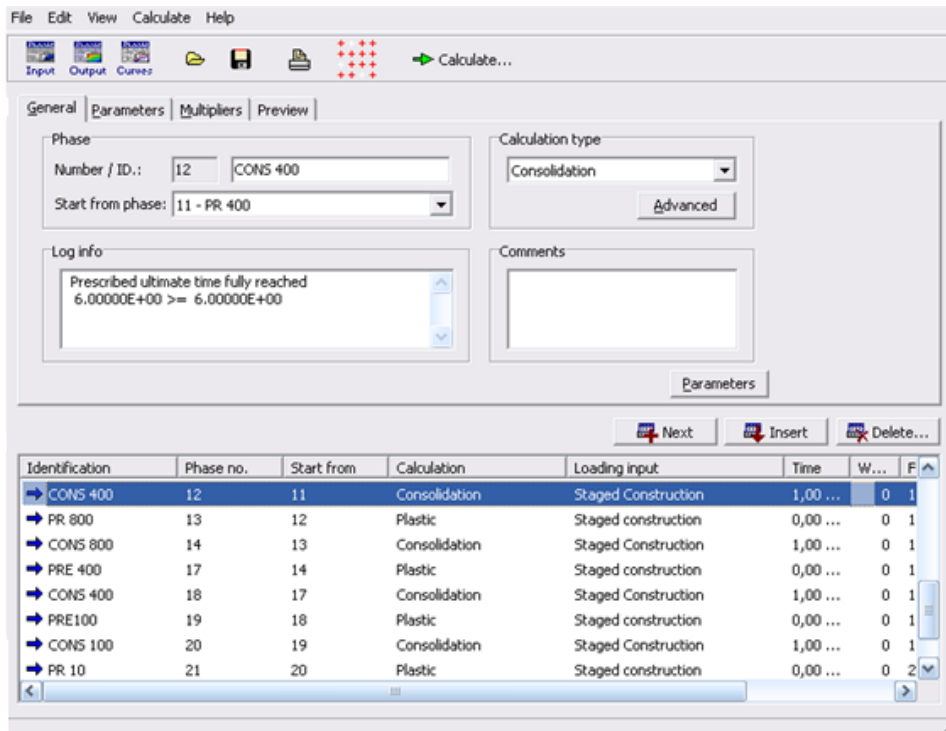 File Edit View Calculate Help
Input Output Curves Calculate...
General Parameters Multipliers Preview
Phase
Number / ID.: 12 CONS 400
Start from phase: 11 - PR 400
Calculation type
Consolidation
Advanced
Log info
Prescribed ultimate time fully reached
6.00000E+00 >= 6.00000E+00
Comments
Parameters
Next Insert Delete...
Identification Phase no. Start from Calculation Loading input Time W... F
CONS 400 12 11 Consolidation Staged Construction 1,00 ... 0 1
PR 800 13 12 Plastic Staged construction 0,00 ... 0 1
CONS 800 14 13 Consolidation Staged Construction 1,00 ... 0 1
PRE 400 17 14 Plastic Staged construction 0,00 ... 0 1
CONS 400 18 17 Consolidation Staged Construction 1,00 ... 0 1
PRE100 19 18 Plastic Staged construction 0,00 ... 0 1
CONS 100 20 19 Consolidation Staged Construction 1,00 ... 0 1
PR 10 21 20 Plastic Staged construction 0,00 ... 0 2